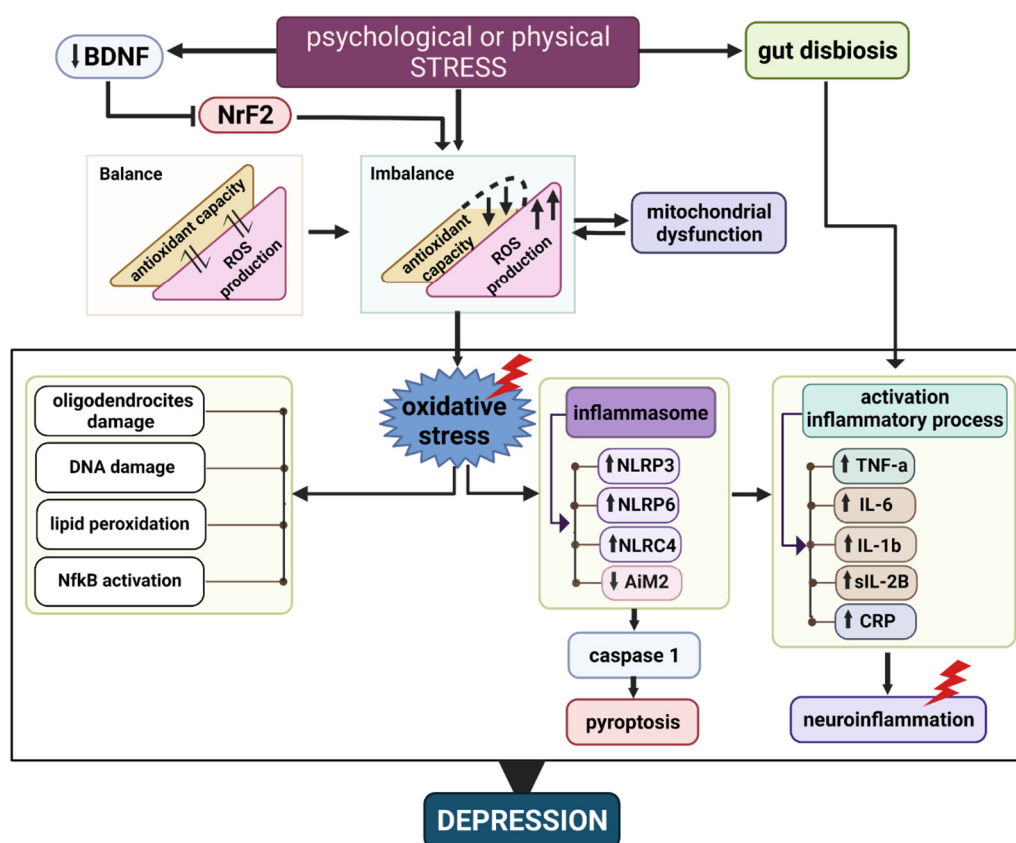 psychological or physical
STRESS
↓BDNF
gut disbiosis
NrF2
Balance
antioxidant capacity
ROS
production
Imbalance
antioxidant
capacity
ROS
production
mitochondrial
dysfunction
oxidative
stress
oligodendrocites
damage
DNA damage
lipid peroxidation
NfkB activation
inflammasome
↑NLRP3
↑NLRP6
↑NLRC4
↓AiM2
caspase 1
pyroptosis
activation
inflammatory process
↑TNF-a
↑IL-6
↑IL-1b
↑sIL-2B
↑CRP
neuroinflammation
DEPRESSION